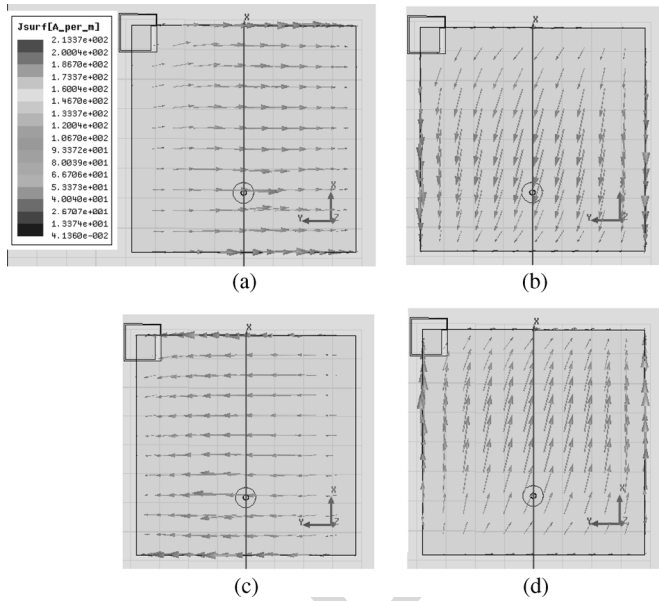 Jsurf[A_per_m]
2.1337e+002
2.0004e+002
1.8670e+002
1.7337e+002
1.6004e+002
1.4670e+002
1.3337e+002
1.2004e+002
1.0670e+002
9.3372e+001
8.0039e+001
6.6706e+001
5.3373e+001
4.0040e+001
2.6707e+001
1.3374e+001
4.1360e-002
X
X
Y
Z
(a)
X
X
Y
Z
(b)
X
X
Y
Z
(c)
X
X
Y
Z
(d)